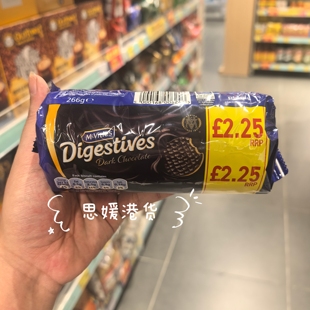 266g e
McVitie's
Digestives
Dark Chocolate
£2.25
RRP
£2.25
RRP
思媛港货